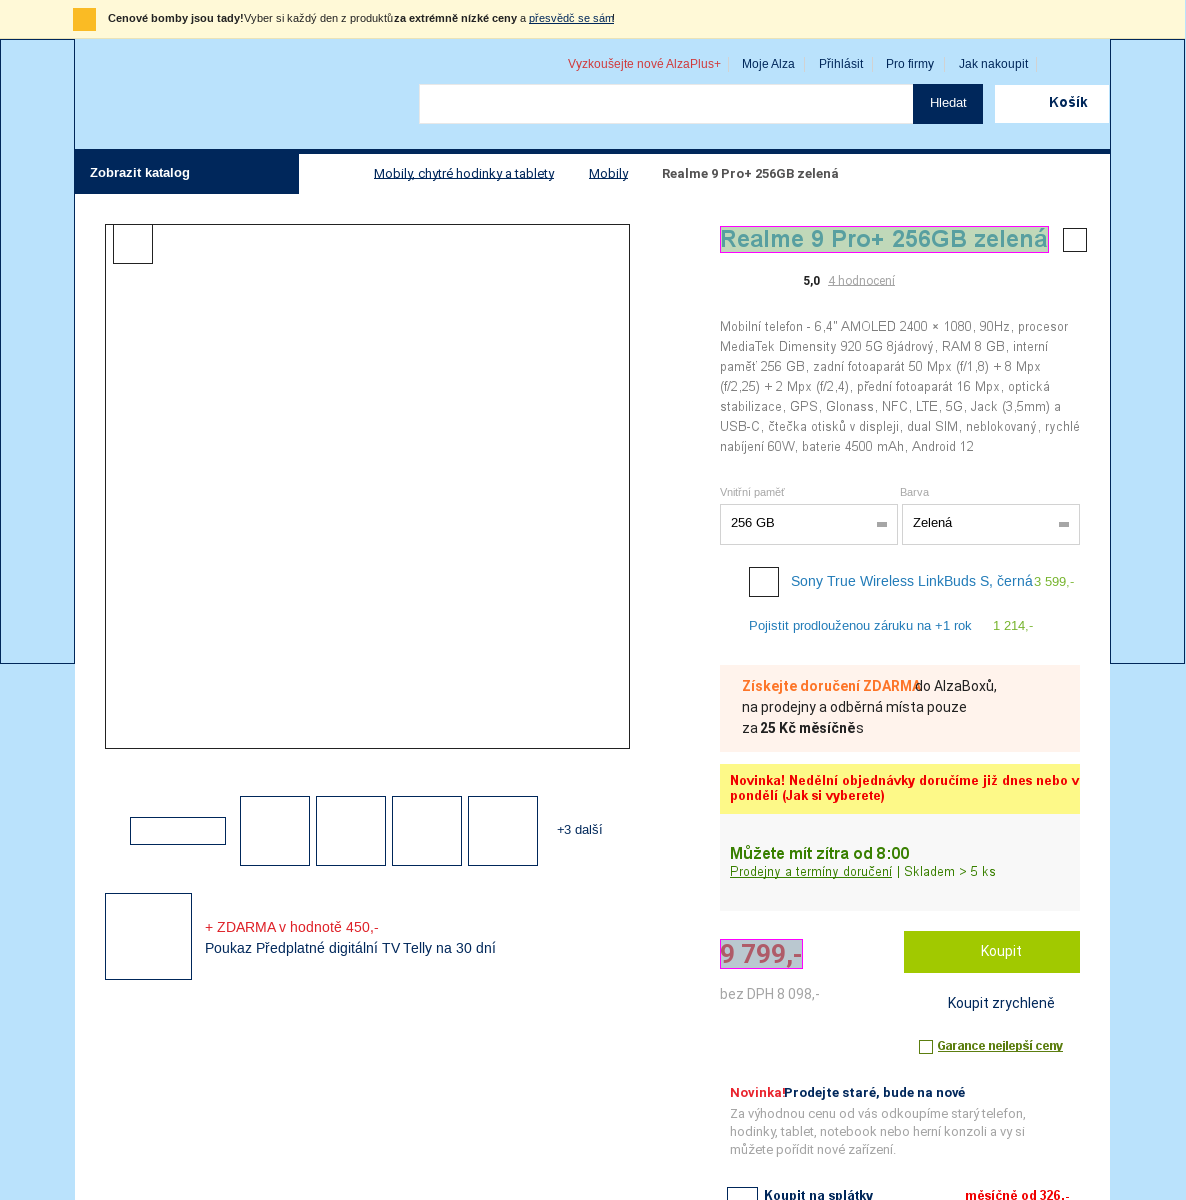 Cenové bomby jsou tady! Vyber si každý den z produktů za extrémně nízké ceny a přesvědč se sám!
Vyzkoušejte nové AlzaPlus+ Moje Alza Přihlásit Pro firmy Jak nakoupit
Hledat Košík
Zobrazit katalog Mobily, chytré hodinky a tablety Mobily Realme 9 Pro+ 256GB zelená
Realme 9 Pro+ 256GB zelená
5,0 4 hodnocení
Mobilní telefon - 6,4" AMOLED 2400 × 1080, 90Hz, procesor
MediaTek Dimensity 920 5G 8jádrový, RAM 8 GB, interní
paměť 256 GB, zadní fotoaparát 50 Mpx (f/1,8) + 8 Mpx
(f/2,25) + 2 Mpx (f/2,4), přední fotoaparát 16 Mpx, optická
stabilizace, GPS, Glonass, NFC, LTE, 5G, Jack (3,5mm) a
USB-C, čtečka otisků v displeji, dual SIM, neblokovaný, rychlé
nabíjení 60W, baterie 4500 mAh, Android 12
Vnitřní paměť Barva
256 GB Zelená
Sony True Wireless LinkBuds S, černá 3 599,-
Pojistit prodlouženou záruku na +1 rok 1 214,-
Získejte doručení ZDARMA do AlzaBoxů,
na prodejny a odběrná místa pouze
za 25 Kč měsíčně s
Novinka! Nedělní objednávky doručíme již dnes nebo v
pondělí (Jak si vyberete)
+3 další
Můžete mít zítra od 8:00
Prodejny a termíny doručení | Skladem > 5 ks
+ ZDARMA v hodnotě 450,-
Poukaz Předplatné digitální TV Telly na 30 dní
9 799,- Koupit
bez DPH 8 098,-
Koupit zrychleně
Garance nejlepší ceny
Novinka! Prodejte staré, bude na nové
Za výhodnou cenu od vás odkoupíme starý telefon,
hodinky, tablet, notebook nebo herní konzoli a vy si
můžete pořídit nové zařízení.
Koupit na splátky měsíčně od 326,-